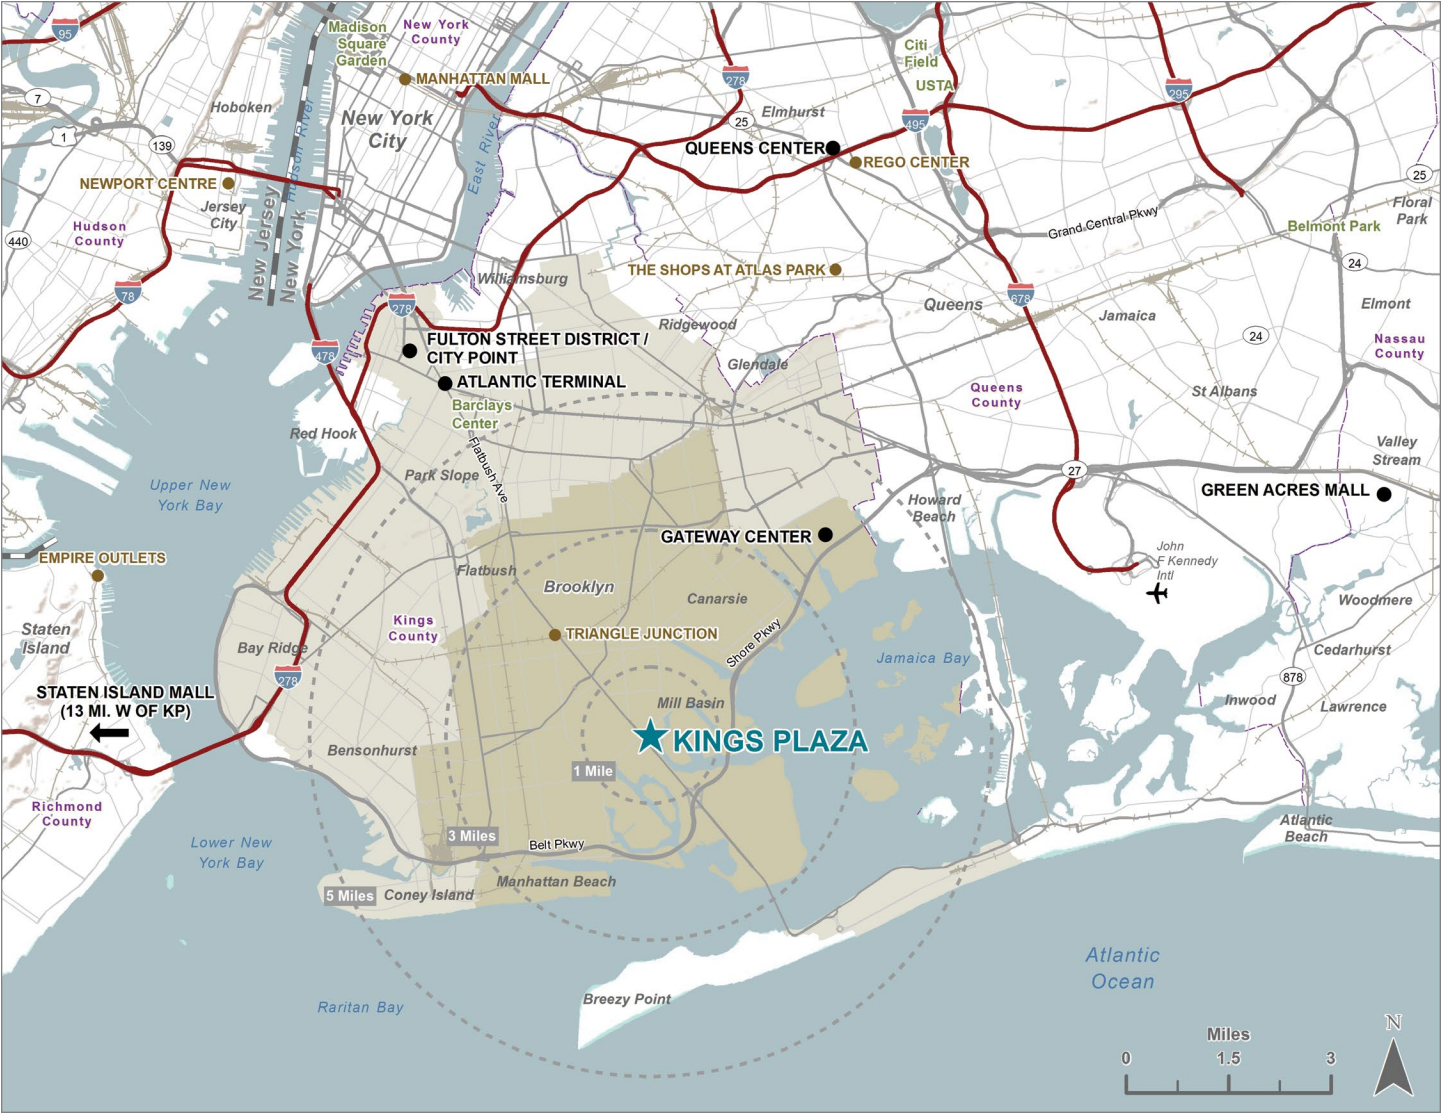 95
Madison
Square
Garden
New York
County
278
Citi
Field
USTA
295
MANHATTAN MALL
7
Hoboken
New York
City
Elmhurst
25
495
1
139
Hudson River
East River
QUEENS CENTER
REGO CENTER
NEWPORT CENTRE
Jersey
City
25
Floral
Park
Grand Central Pkwy
Belmont Park
Hudson
County
440
New Jersey
New York
Williamsburg
THE SHOPS AT ATLAS PARK
24
78
278
678
Queens
Jamaica
Elmont
Ridgewood
24
FULTON STREET DISTRICT /
CITY POINT
478
Nassau
County
Glendale
ATLANTIC TERMINAL
Queens
County
St Albans
Barclays
Center
Red Hook
Flatbush Ave
Valley
Stream
Park Slope
27
Upper New
York Bay
Howard
Beach
GREEN ACRES MALL
GATEWAY CENTER
EMPIRE OUTLETS
John
F Kennedy
Intl
Flatbush
Brooklyn
Canarsie
Woodmere
Kings
County
Staten
Island
TRIANGLE JUNCTION
Bay Ridge
Shore Pkwy
Jamaica Bay
Cedarhurst
278
878
STATEN ISLAND MALL
(13 MI. W OF KP)
Mill Basin
Inwood
Lawrence
KINGS PLAZA
Bensonhurst
1 Mile
Richmond
County
3 Miles
Atlantic
Beach
Belt Pkwy
Lower New
York Bay
Manhattan Beach
5 Miles
Coney Island
Atlantic
Ocean
Breezy Point
Raritan Bay
N
Miles
0
1.5
3